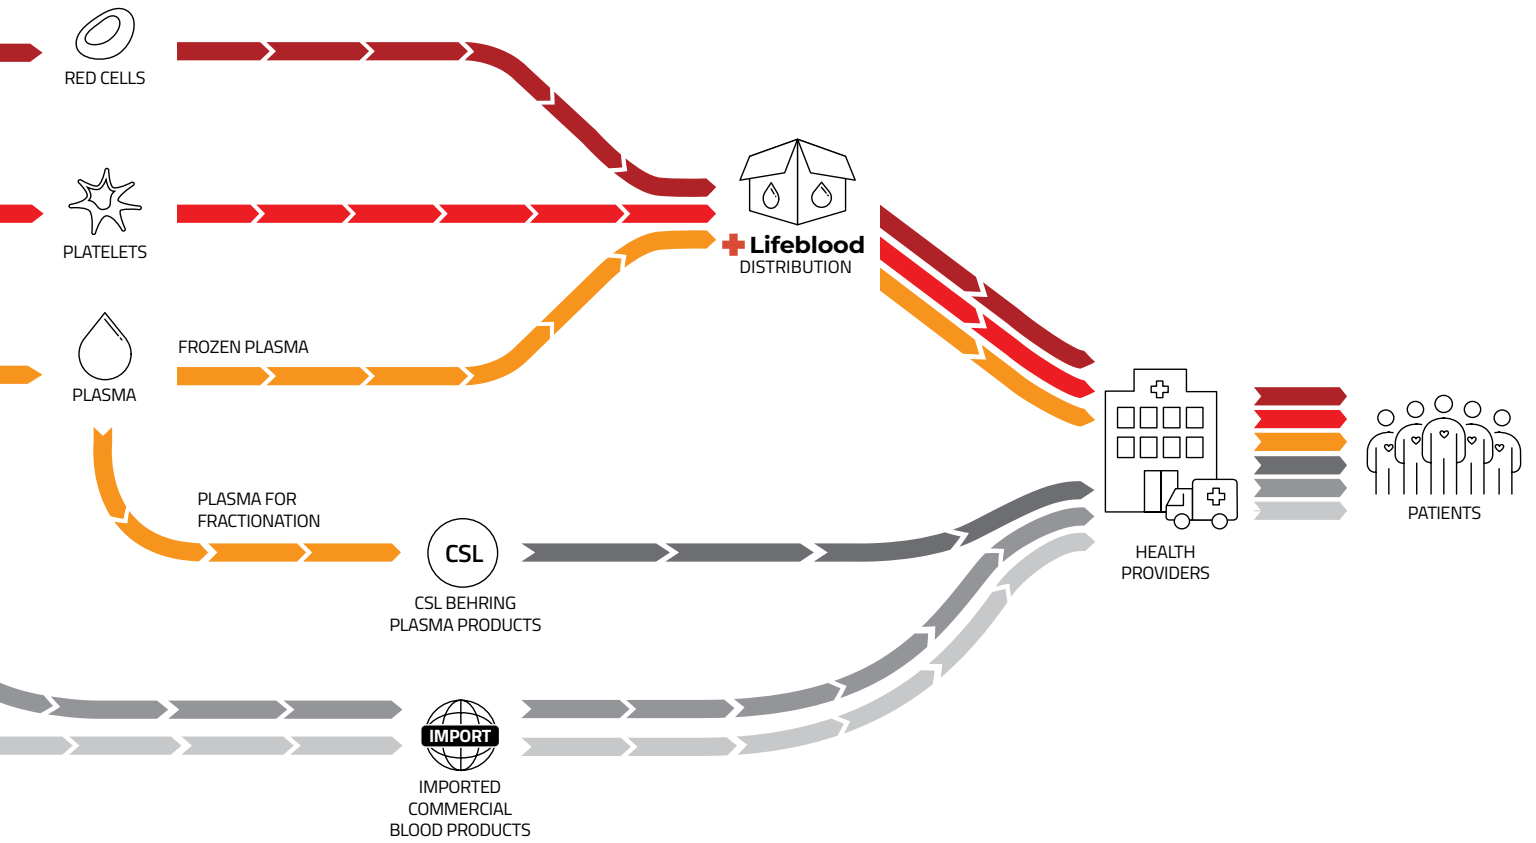 RED CELLS
PLATELETS
Lifeblood
DISTRIBUTION
FROZEN PLASMA
PLASMA
PLASMA FOR
FRACTIONATION
CSL
CSL BEHRING
PLASMA PRODUCTS
HEALTH
PROVIDERS
PATIENTS
IMPORT
IMPORTED
COMMERCIAL
BLOOD PRODUCTS